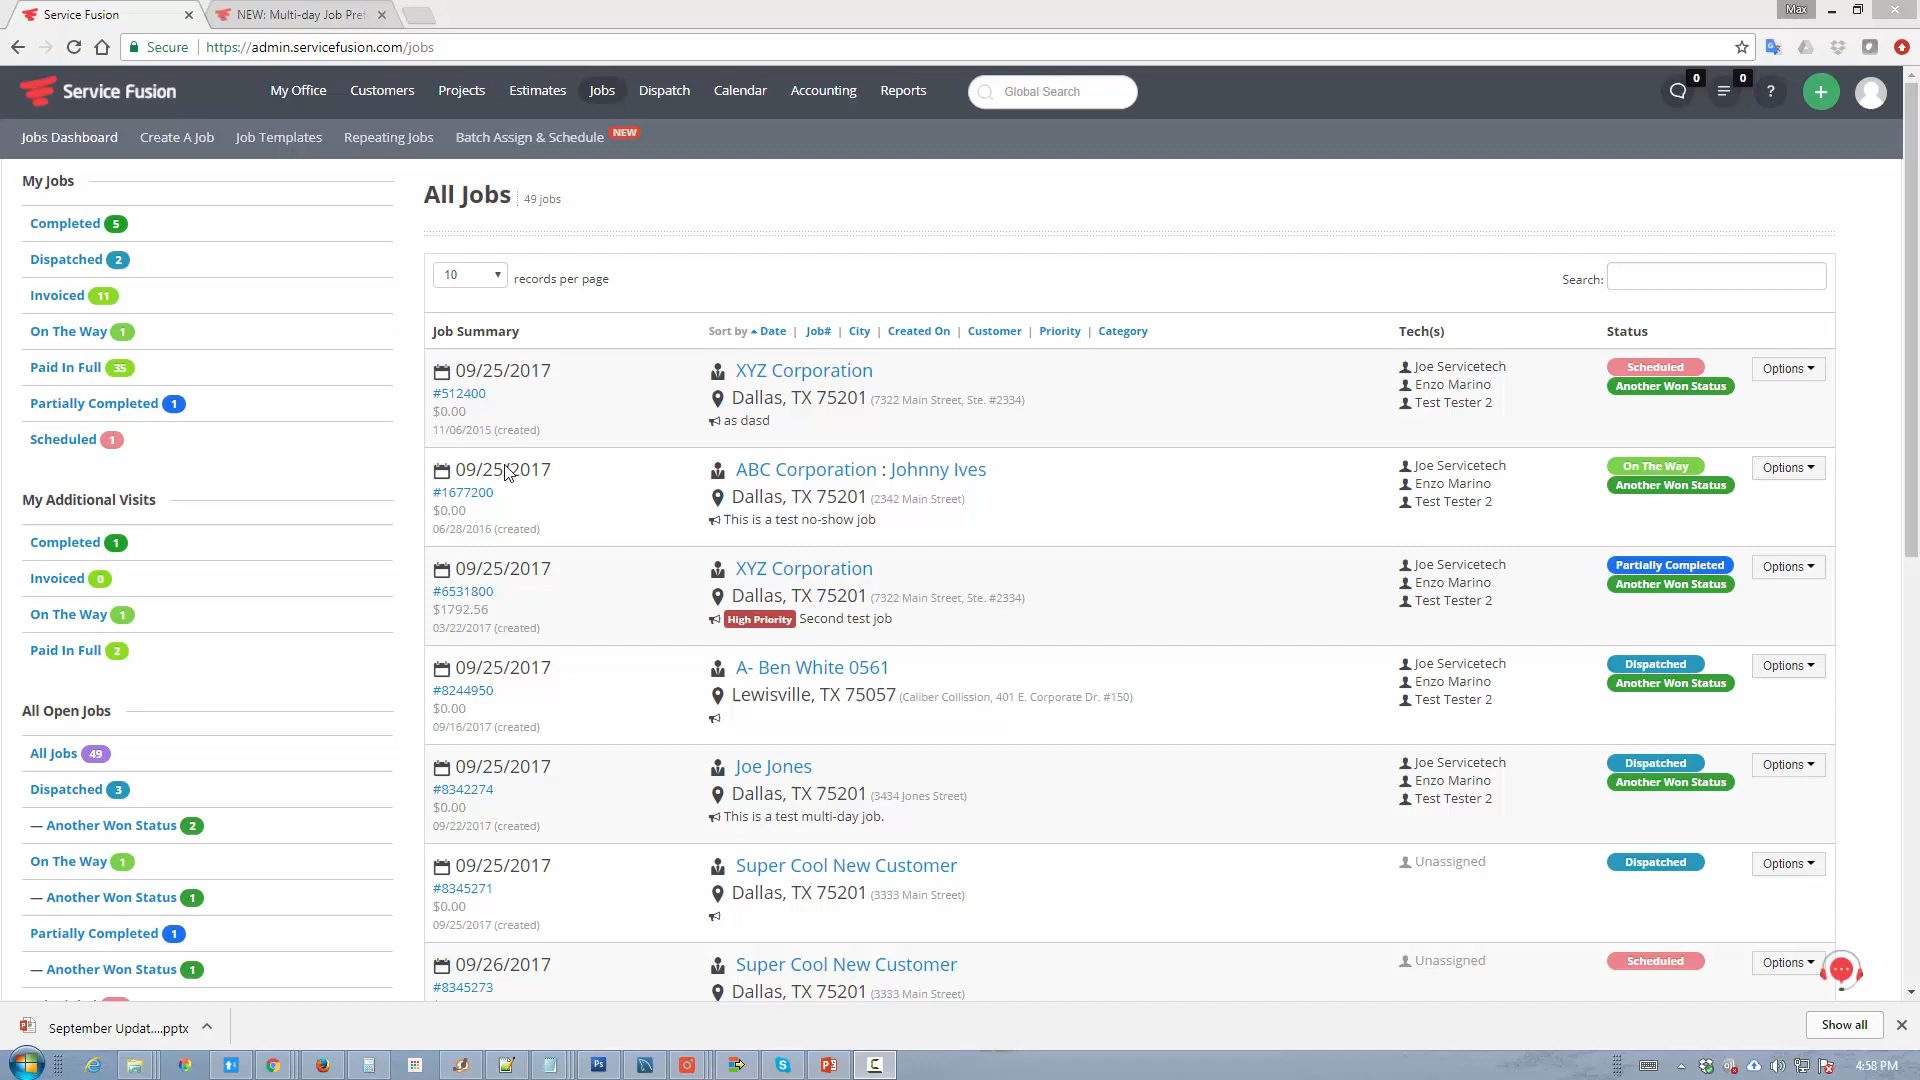 Service Fusion
NEW: Multi-day Job Pref
Max
Secure
https://admin.servicefusion.com/jobs
Service Fusion
My Office
Customers
Projects
Estimates
Jobs
Dispatch
Calendar
Accounting
Reports
Global Search
0
0
?
+
Jobs Dashboard
Create A Job
Job Templates
Repeating Jobs
Batch Assign & Schedule NEW
My Jobs
Completed 5
Dispatched 2
Invoiced 11
On The Way 1
Paid In Full 35
Partially Completed 1
Scheduled 1
My Additional Visits
Completed 1
Invoiced 0
On The Way 1
Paid In Full 2
All Open Jobs
All Jobs 49
Dispatched 3
— Another Won Status 2
On The Way 1
— Another Won Status 1
Partially Completed 1
— Another Won Status 1
All Jobs 49 jobs
10 records per page
Search:
Job Summary
Sort by Date | Job# | City | Created On | Customer | Priority | Category
Tech(s)
Status
09/25/2017
#512400
$0.00
11/06/2015 (created)
XYZ Corporation
Dallas, TX 75201 (7322 Main Street, Ste. #2334)
as dasd
Joe Servicetech
Enzo Marino
Test Tester 2
Scheduled
Another Won Status
Options
09/25/2017
#1677200
$0.00
06/28/2016 (created)
ABC Corporation : Johnny Ives
Dallas, TX 75201 (2342 Main Street)
This is a test no-show job
Joe Servicetech
Enzo Marino
Test Tester 2
On The Way
Another Won Status
Options
09/25/2017
#6531800
$1792.56
03/22/2017 (created)
XYZ Corporation
Dallas, TX 75201 (7322 Main Street, Ste. #2334)
High Priority Second test job
Joe Servicetech
Enzo Marino
Test Tester 2
Partially Completed
Another Won Status
Options
09/25/2017
#8244950
$0.00
09/16/2017 (created)
A- Ben White 0561
Lewisville, TX 75057 (Caliber Collission, 401 E. Corporate Dr. #150)
Joe Servicetech
Enzo Marino
Test Tester 2
Dispatched
Another Won Status
Options
09/25/2017
#8342274
$0.00
09/22/2017 (created)
Joe Jones
Dallas, TX 75201 (3434 Jones Street)
This is a test multi-day job.
Joe Servicetech
Enzo Marino
Test Tester 2
Dispatched
Another Won Status
Options
09/25/2017
#8345271
$0.00
09/25/2017 (created)
Super Cool New Customer
Dallas, TX 75201 (3333 Main Street)
Unassigned
Dispatched
Options
09/26/2017
#8345273
Super Cool New Customer
Dallas, TX 75201 (3333 Main Street)
Unassigned
Scheduled
Options
September Updat....pptx
Show all
4:58 PM